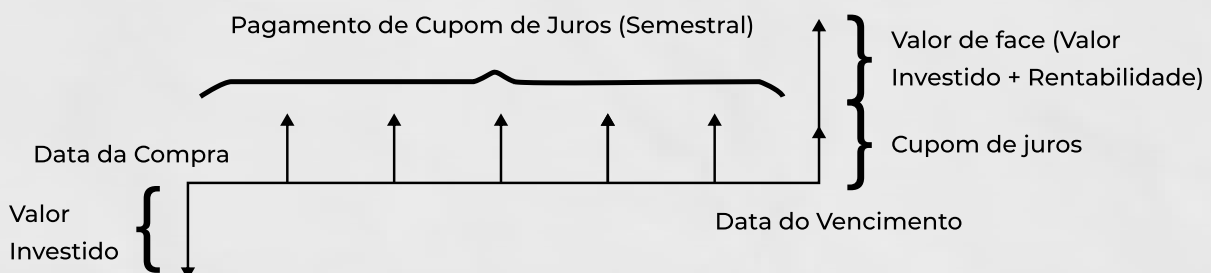 Pagamento de Cupom de Juros (Semestral)
Valor de face (Valor
Investido + Rentabilidade)
Data da Compra
Cupom de juros
Valor
Investido
Data do Vencimento